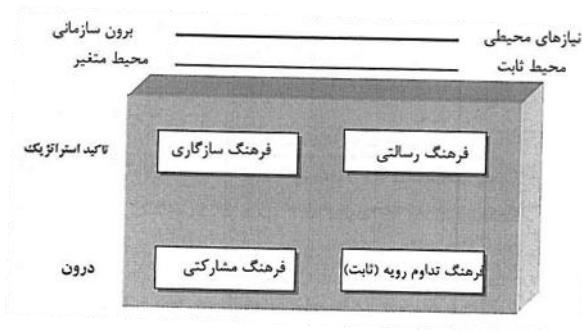 نیازهای محیطی برون سازمانی
محیط ثابت محیط متغیر
تاکید استراتژیک فرهنگ سازگاری فرهنگ رسالتی
درون فرهنگ مشارکتی فرهنگ تداوم رویه (ثابت)